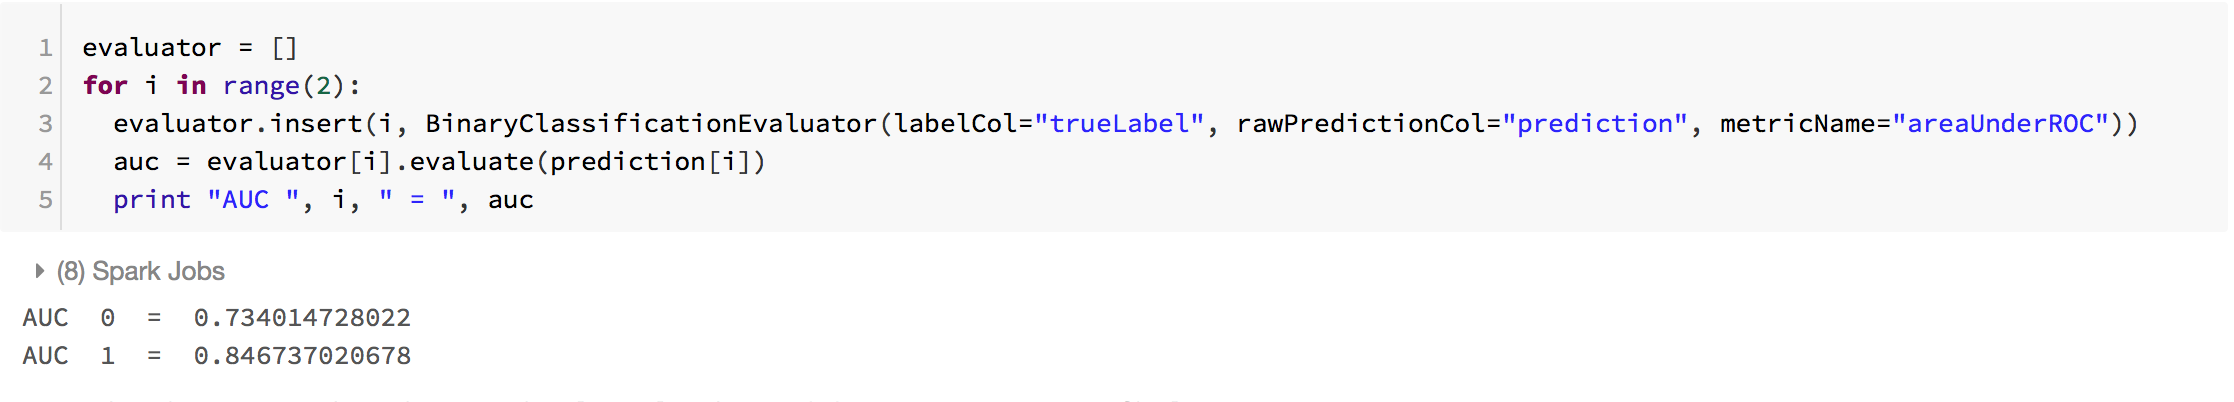 1 evaluator = []
2 for i in range(2):
3   evaluator.insert(i, BinaryClassificationEvaluator(labelCol="trueLabel", rawPredictionCol="prediction", metricName="areaUnderROC"))
4   auc = evaluator[i].evaluate(prediction[i])
5   print "AUC ", i, " = ", auc
(8) Spark Jobs
AUC  0  =  0.734014728022
AUC  1  =  0.846737020678